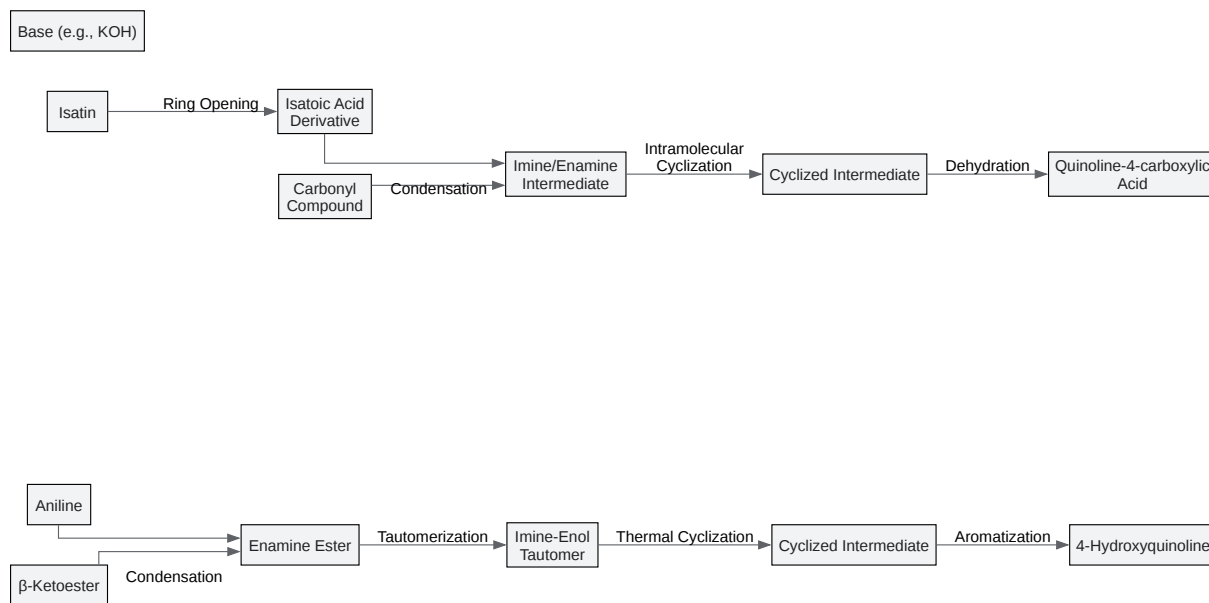 Base (e.g., KOH)
Isatin
Ring Opening
Isatoic Acid
Derivative
Carbonyl
Compound
Condensation
Imine/Enamine
Intermediate
Intramolecular
Cyclization
Cyclized Intermediate
Dehydration
Quinoline-4-carboxylic
Acid
Aniline
β-Ketoester
Condensation
Enamine Ester
Tautomerization
Imine-Enol
Tautomer
Thermal Cyclization
Cyclized Intermediate
Aromatization
4-Hydroxyquinoline